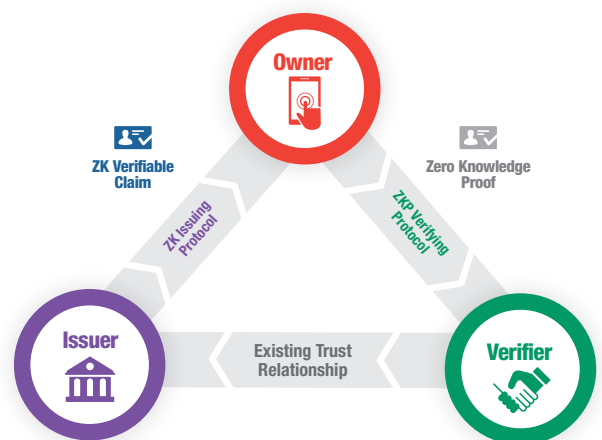 Owner
ZK Verifiable
Claim
Zero Knowledge
Proof
ZK Issuing
Protocol
ZKP Verifying
Protocol
Issuer
Existing Trust
Relationship
Verifier